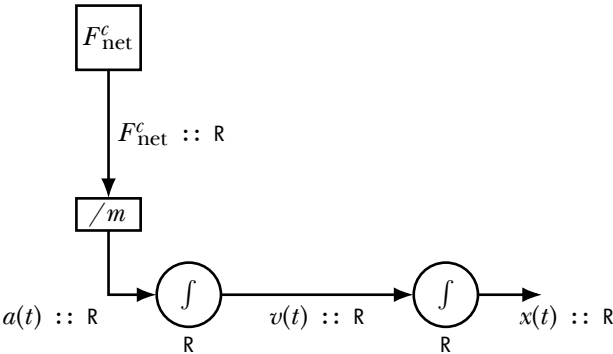 F^c_net
F^c_net :: R
/m
∫ ∫
a(t) :: R v(t) :: R x(t) :: R
R R